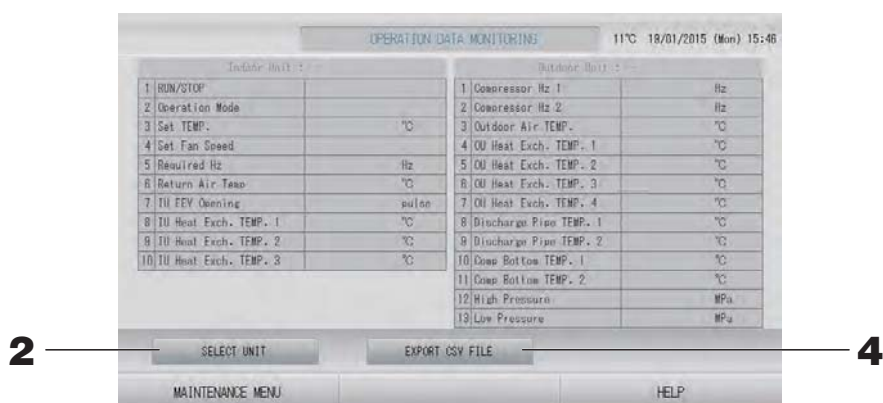 OPERATION DATA MONITORING 11℃ 19/01/2015 (Mon) 15:46
Indoor Unit : --
1 RUN/STOP
2 Operation Mode
3 Set TEMP. ℃
4 Set Fan Speed
5 Required Hz Hz
6 Return Air Temp ℃
7 IU EEV Opening pulse
8 IU Heat Exch. TEMP. 1 ℃
9 IU Heat Exch. TEMP. 2 ℃
10 IU Heat Exch. TEMP. 3 ℃
Outdoor Unit : --
1 Compressor Hz 1 Hz
2 Compressor Hz 2 Hz
3 Outdoor Air TEMP. ℃
4 OU Heat Exch. TEMP. 1 ℃
5 OU Heat Exch. TEMP. 2 ℃
6 OU Heat Exch. TEMP. 3 ℃
7 OU Heat Exch. TEMP. 4 ℃
8 Discharge Pipe TEMP. 1 ℃
9 Discharge Pipe TEMP. 2 ℃
10 Comp Bottom TEMP. 1 ℃
11 Comp Bottom TEMP. 2 ℃
12 High Pressure MPa
13 Low Pressure MPa
2 SELECT UNIT EXPORT CSV FILE 4
MAINTENANCE MENU HELP